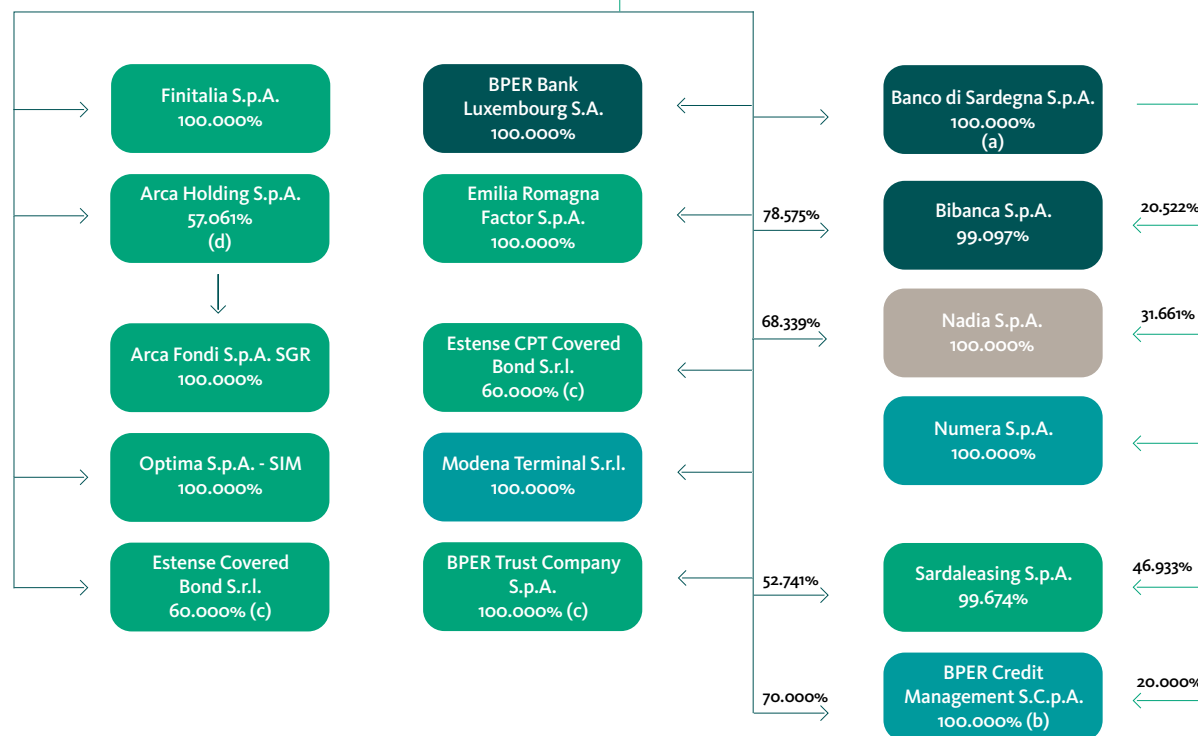 Finitalia S.p.A.
100.000%
Arca Holding S.p.A.
57.061%
(d)
Arca Fondi S.p.A. SGR
100.000%
Optima S.p.A. - SIM
100.000%
Estense Covered
Bond S.r.l.
60.000% (c)
BPER Bank
Luxembourg S.A.
100.000%
Emilia Romagna
Factor S.p.A.
100.000%
Estense CPT Covered
Bond S.r.l.
60.000% (c)
Modena Terminal S.r.l.
100.000%
BPER Trust Company
S.p.A.
100.000% (c)
78.575%
68.339%
52.741%
70.000%
Banco di Sardegna S.p.A.
100.000%
(a)
Bibanca S.p.A.
99.097%
Nadia S.p.A.
100.000%
Numera S.p.A.
100.000%
Sardaleasing S.p.A.
99.674%
BPER Credit
Management S.C.p.A.
100.000% (b)
20.522%
31.661%
46.933%
20.000%